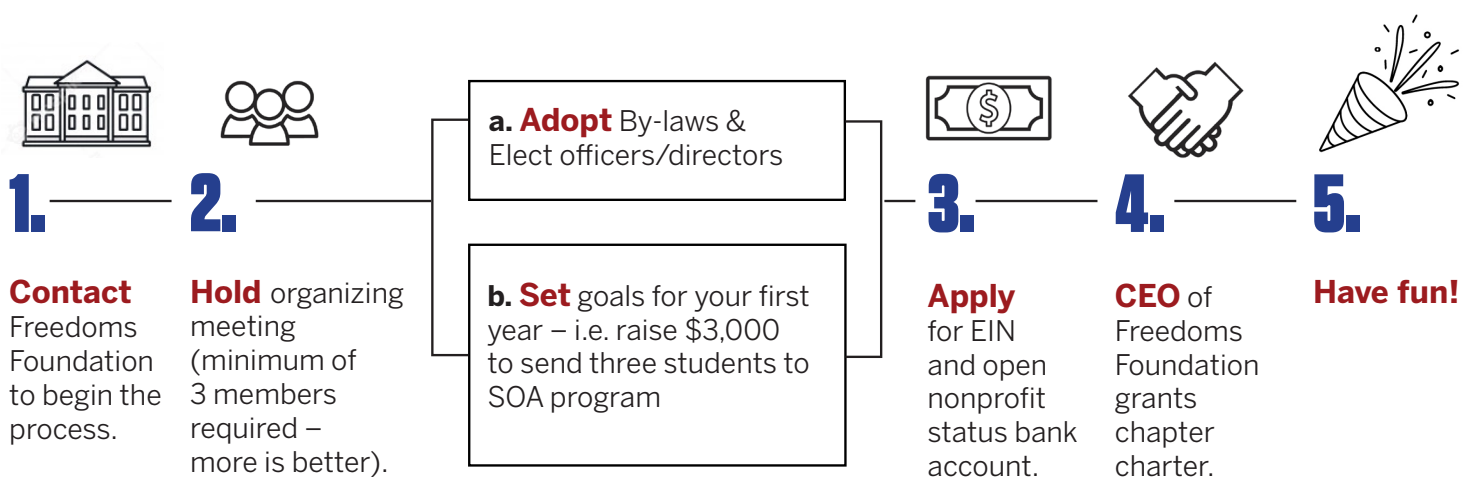 1.
Contact
Freedoms
Foundation
to begin the
process.
2.
Hold organizing
meeting
(minimum of
3 members
required –
more is better).
a. Adopt By-laws &
Elect officers/directors
b. Set goals for your first
year – i.e. raise $3,000
to send three students to
SOA program
$
3.
Apply
for EIN
and open
nonprofit
status bank
account.
4.
CEO of
Freedoms
Foundation
grants
chapter
charter.
5.
Have fun!